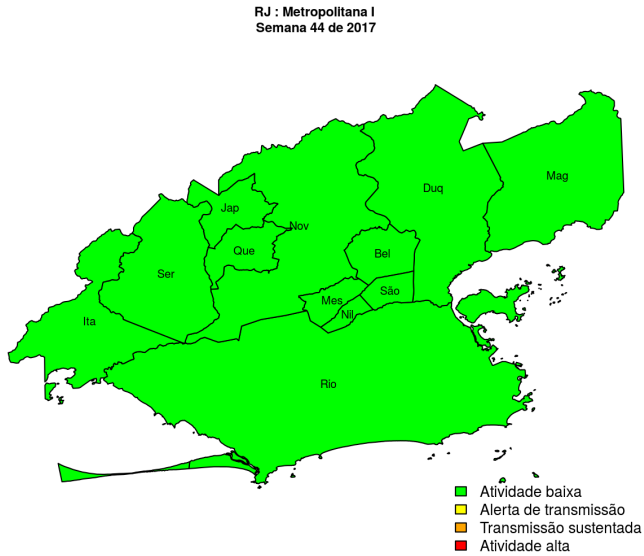 RJ : Metropolitana I
Semana 44 de 2017
Mag
Duq
Jap
Nov
Que
Bel
Ser
São
Mes
Nil
Ita
Rio
Atividade baixa
Alerta de transmissão
Transmissão sustentada
Atividade alta